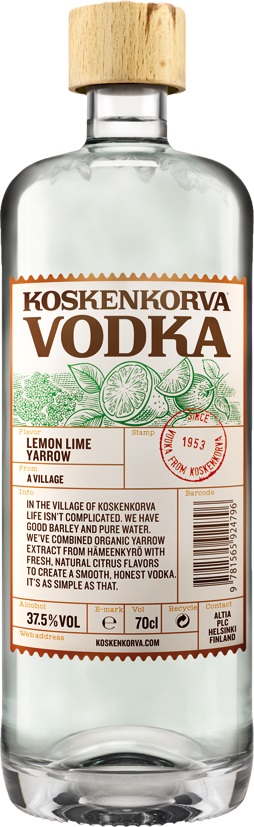 KOSKENKORVA
VODKA
Flavor
LEMON LIME
YARROW
Stamp
SINCE
1953
VODKA FROM KOSKENKORVA
From
A VILLAGE
Info
IN THE VILLAGE OF KOSKENKORVA
LIFE ISN'T COMPLICATED. WE HAVE
GOOD BARLEY AND PURE WATER.
WE'VE COMBINED ORGANIC YARROW
EXTRACT FROM HÄMEENKYRÖ WITH
FRESH, NATURAL CITRUS FLAVORS
TO CREATE A SMOOTH, HONEST VODKA.
IT'S AS SIMPLE AS THAT.
Barcode
9 781565 924796
Alcohol
37.5% VOL
E-mark
e
Vol
70cl
Recycle
Contact
ALTIA
PLC
HELSINKI
FINLAND
Web address
KOSKENKORVA.COM